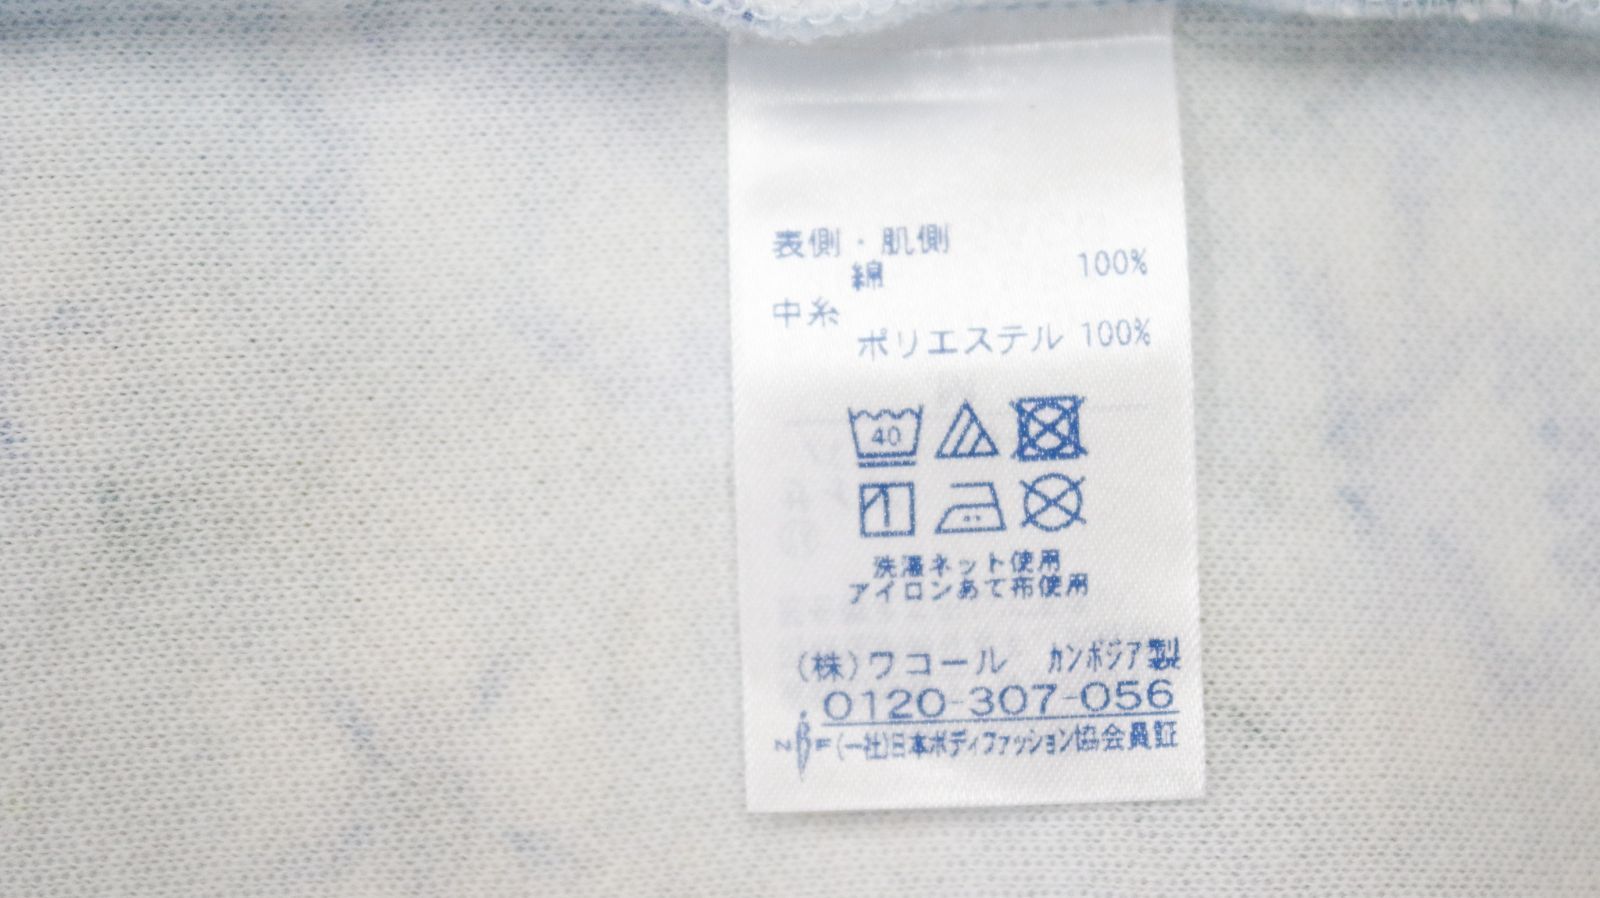 表側・肌側
綿 100%
中糸
ポリエステル 100%
40
洗濯ネット使用
アイロンあて布使用
(株)ワコール カンボジア製
0120-307-056
NBF(一社)日本ボディファッション協会会員証